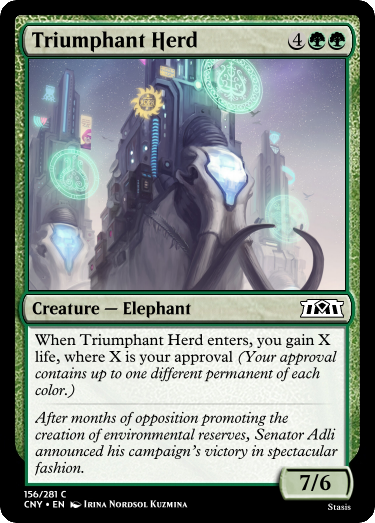 Triumphant Herd 4
Creature — Elephant
When Triumphant Herd enters, you gain X
life, where X is your approval (Your approval
contains up to one different permanent of each
color.)
After months of opposition promoting the
creation of environmental reserves, Senator Adli
announced his campaign's victory in spectacular
fashion.
7/6
156/281 C
CNY • EN Irina Nordsol Kuzmina
Stasis